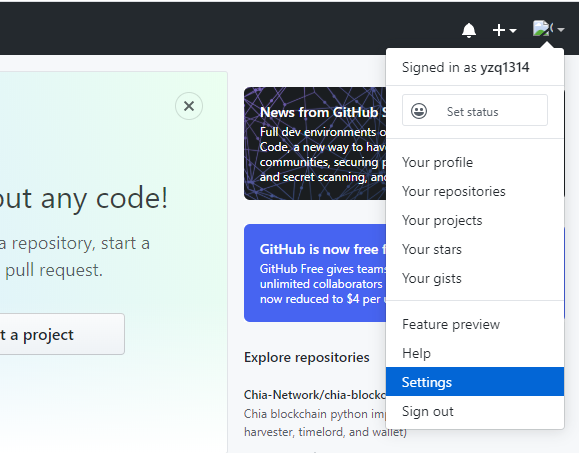 Signed in as yzq1314
Set status
Your profile
Your repositories
Your projects
Your stars
Your gists
Feature preview
Help
Settings
Sign out
out any code!
a repository, start a
pull request.
t a project
News from GitHub S
Full dev environments o
Code, a new way to have
communities, securing p
and secret scanning, an
GitHub is now free f
GitHub Free gives teams
unlimited collaborators
now reduced to $4 per u
Explore repositories
Chia-Network/chia-blockc
Chia blockchain python imp
harvester, timelord, and wallet)